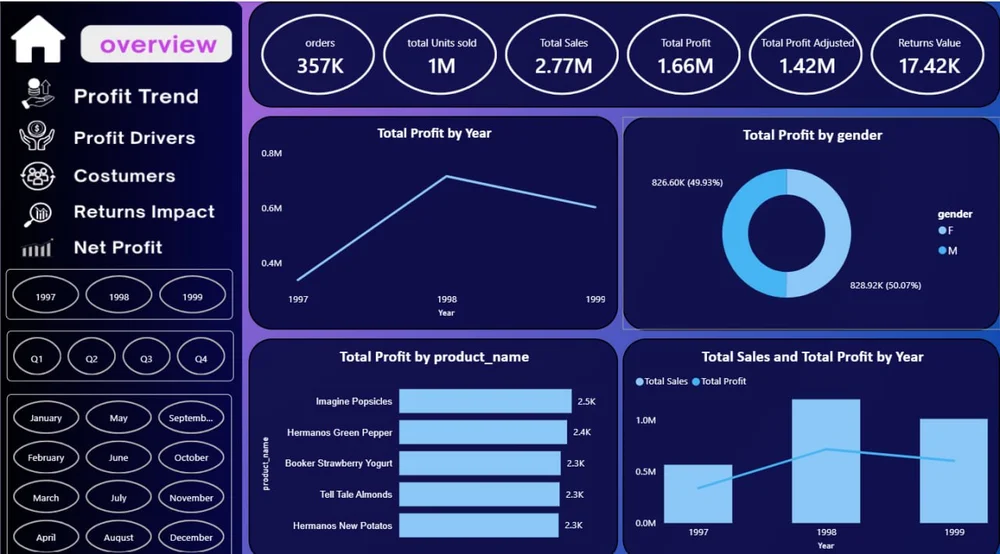 overview
Profit Trend
Profit Drivers
Costumers
Returns Impact
Net Profit
1997 1998 1999
Q1 Q2 Q3 Q4
January May Septemb...
February June October
March July November
April August December
orders
357K
total Units sold
1M
Total Sales
2.77M
Total Profit
1.66M
Total Profit Adjusted
1.42M
Returns Value
17.42K
Total Profit by Year
0.8M
0.6M
0.4M
1997 1998 1999
Year
Total Profit by gender
826.60K (49.93%)
828.92K (50.07%)
gender
F
M
Total Profit by product_name
product_name
Imagine Popsicles 2.5K
Hermanos Green Pepper 2.4K
Booker Strawberry Yogurt 2.3K
Tell Tale Almonds 2.3K
Hermanos New Potatos 2.3K
Total Sales and Total Profit by Year
Total Sales Total Profit
1.0M
0.5M
0.0M
1997 1998 1999
Year